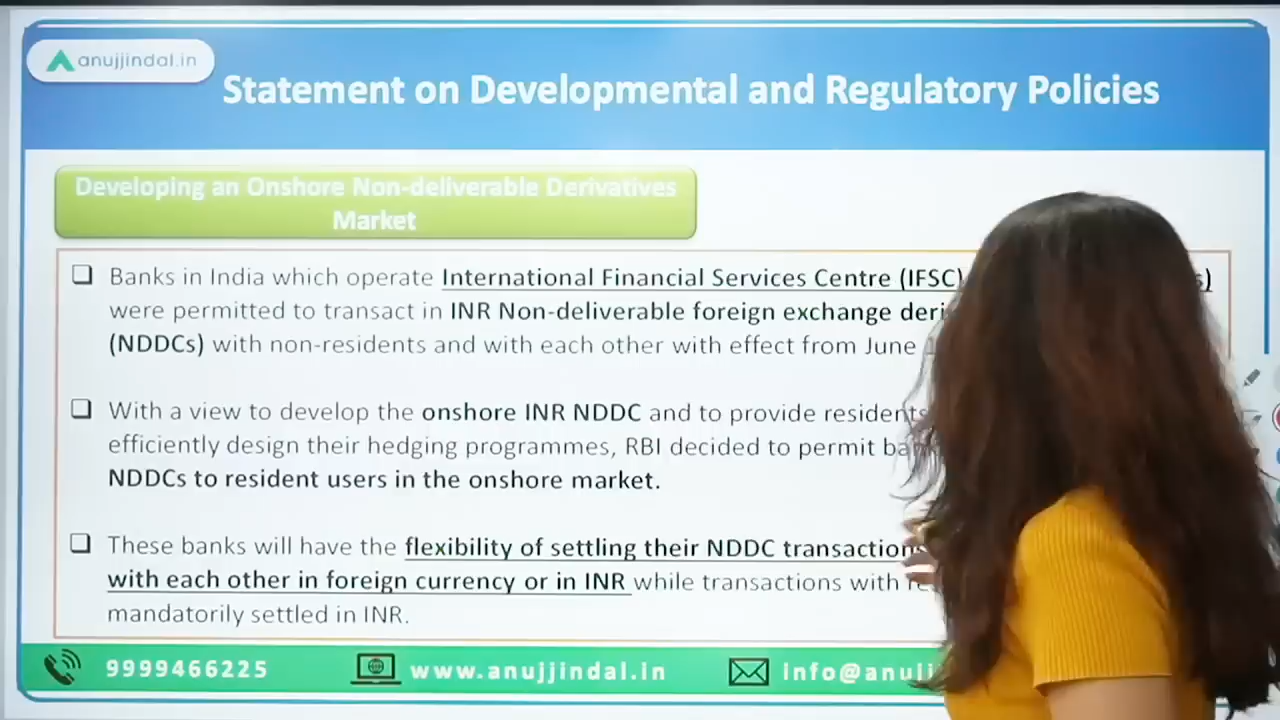 anujjindal.in
Statement on Developmental and Regulatory Policies
Developing an Onshore Non-deliverable Derivatives
Market
Banks in India which operate International Financial Services Centre (IFSC)
were permitted to transact in INR Non-deliverable foreign exchange
(NDDCs) with non-residents and with each other with effect from June
With a view to develop the onshore INR NDDC and to provide residents
efficiently design their hedging programmes, RBI decided to permit
NDDCs to resident users in the onshore market.
These banks will have the flexibility of settling their NDDC transactions
with each other in foreign currency or in INR while transactions with
mandatorily settled in INR.
9999466225 www.anujjindal.in